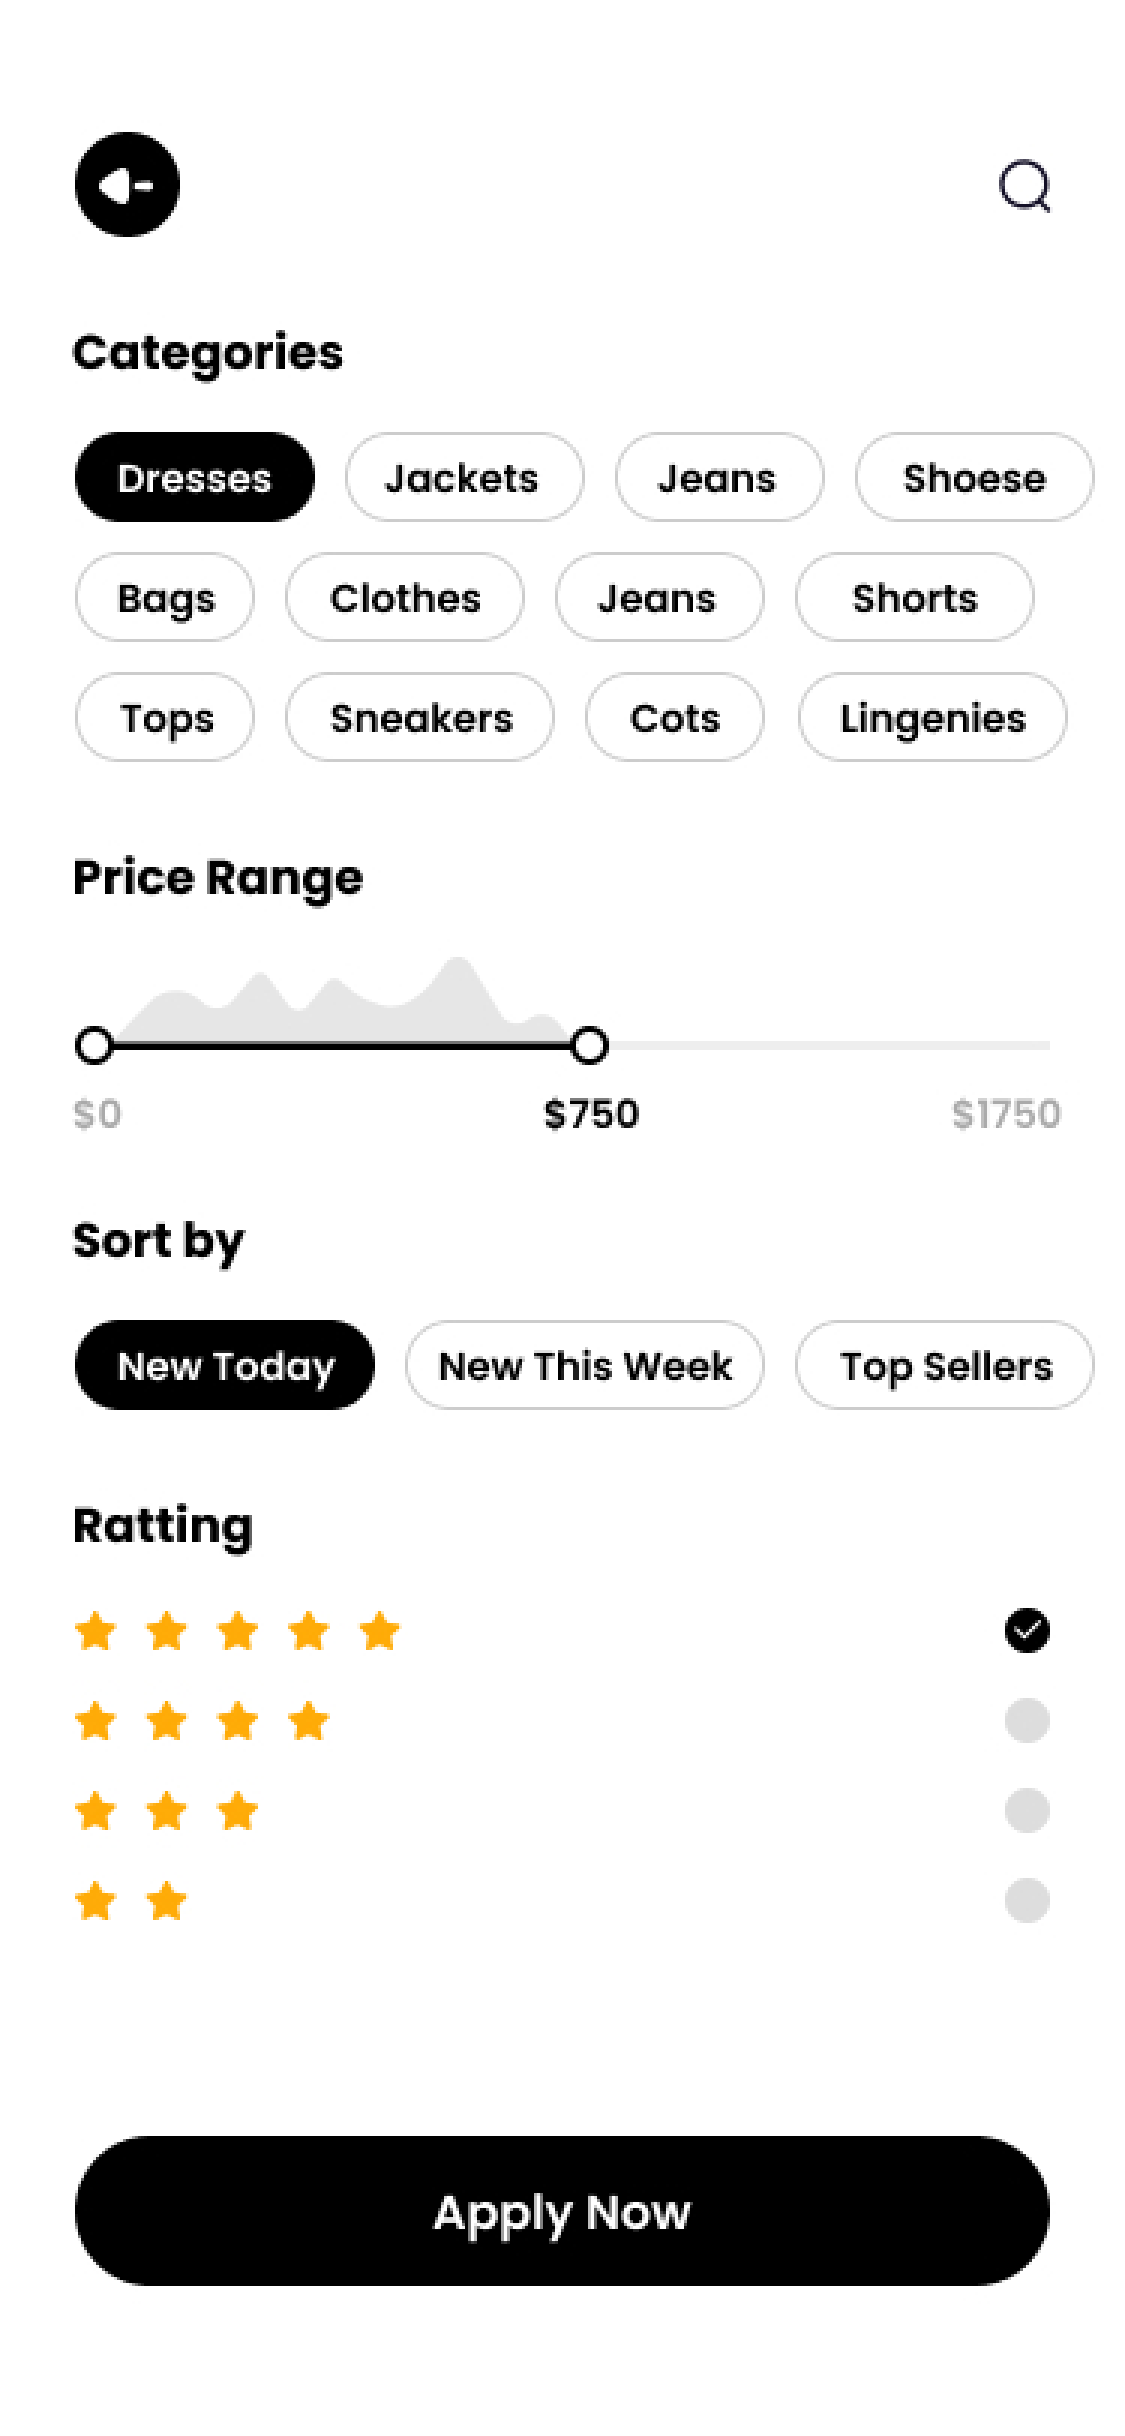 Categories
Dresses Jackets Jeans Shoese
Bags Clothes Jeans Shorts
Tops Sneakers Cots Lingenies
Price Range
$0 $750 $1750
Sort by
New Today New This Week Top Sellers
Ratting
Apply Now